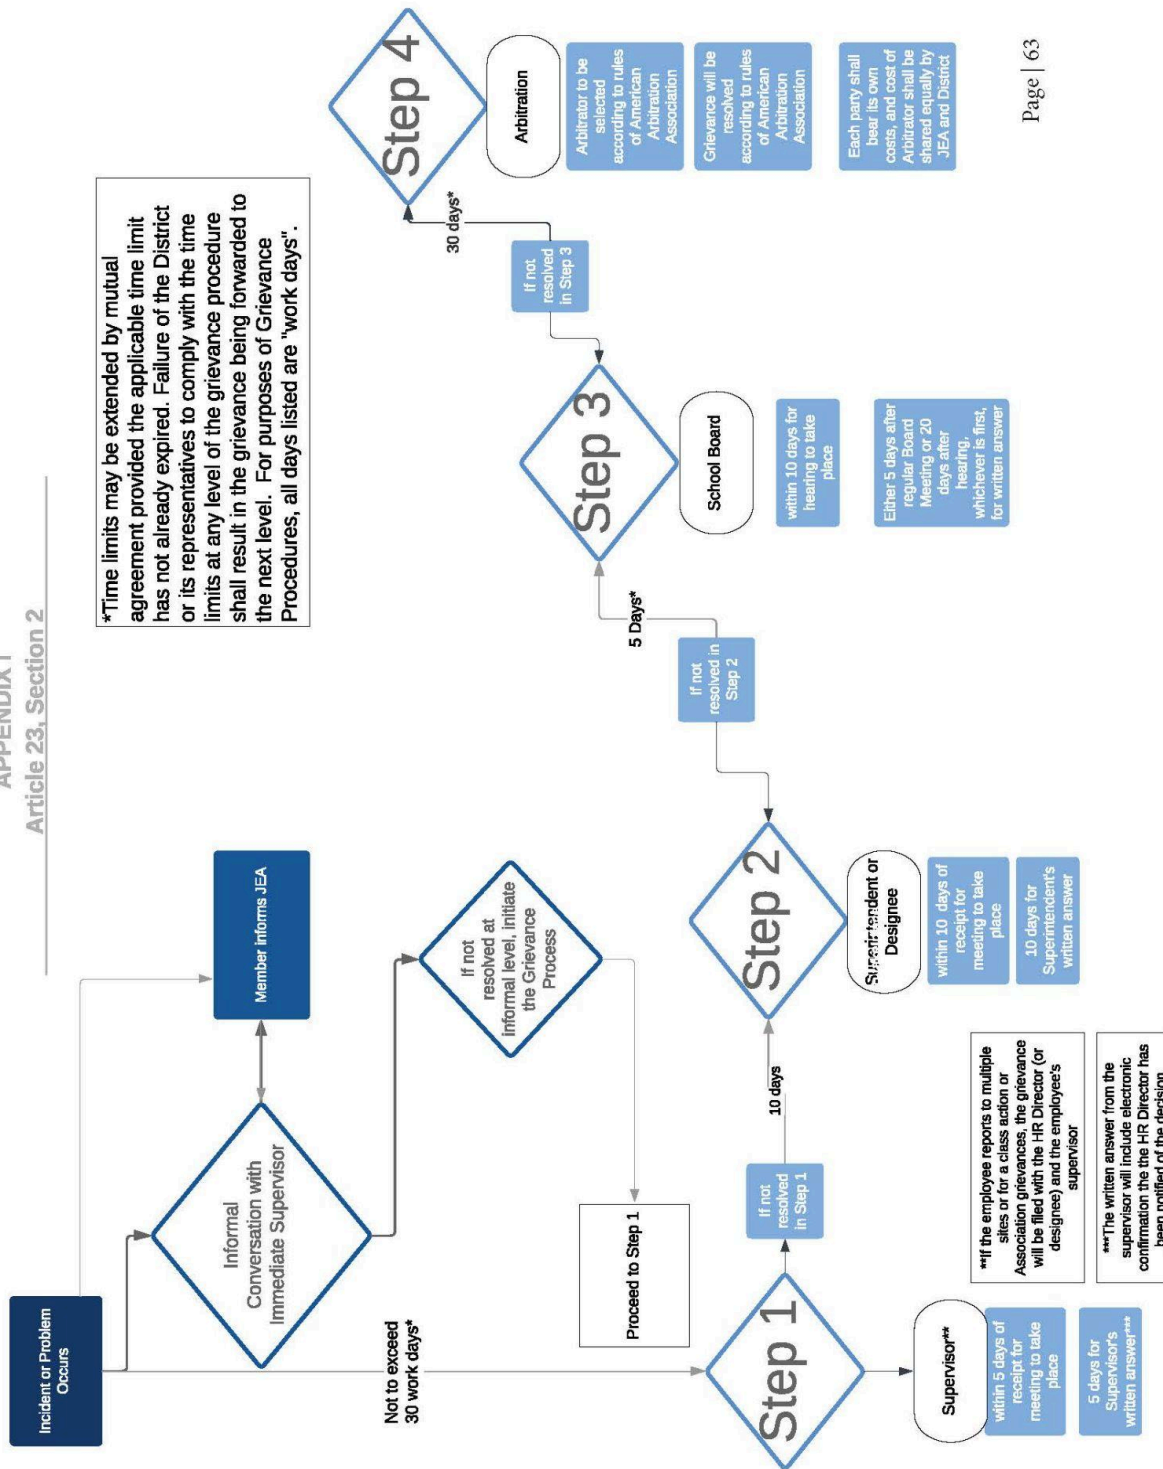 APPENDIX I
Article 23, Section 2
Incident or Problem
Occurs
Informal
Conversation with
Immediate Supervisor
Member informs JEA
If not
resolved at
informal level, initiate
the Grievance
Process
*Time limits may be extended by mutual
agreement provided the applicable time limit
has not already expired. Failure of the District
or its representatives to comply with the time
limits at any level of the grievance procedure
shall result in the grievance being forwarded to
the next level. For purposes of Grievance
Procedures, all days listed are "work days".
Not to exceed
30 work days*
Proceed to Step 1
Step 1
Supervisor**
within 5 days of
receipt for
meeting to take
place
5 days for
Supervisor's
written answer***
If not
resolved
in Step 1
10 days
**If the employee reports to multiple
sites or for a class action or
Association grievances, the grievance
will be filed with the HR Director (or
designee) and the employee's
supervisor
***The written answer from the
supervisor will include electronic
confirmation the the HR Director has
been notified of the decision
Step 2
Superintendent or
Designee
within 10 days of
receipt for
meeting to take
place
10 days for
Superintendent's
written answer
If not
resolved in
Step 2
5 Days*
Step 3
School Board
within 10 days for
hearing to take
place
Either 5 days after
regular Board
Meeting or 20
days after
hearing,
whichever is first,
for written answer
If not
resolved
in Step 3
30 days*
Step 4
Arbitration
Arbitrator to be
selected
according to rules
of American
Arbitration
Association
Grievance will be
resolved
according to rules
of American
Arbitration
Association
Each party shall
bear its own
costs, and cost of
Arbitrator shall be
shared equally by
JEA and District
Page | 63